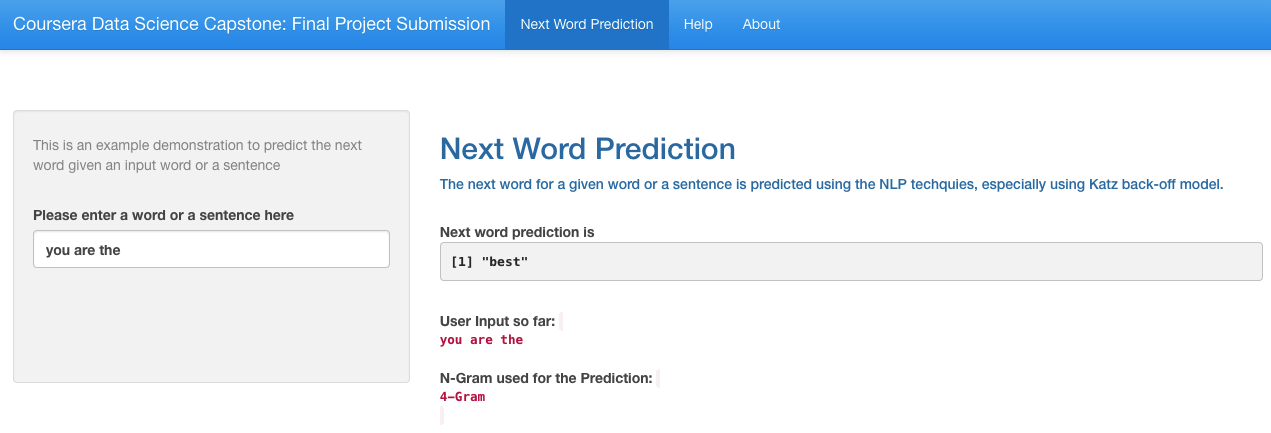 Coursera Data Science Capstone: Final Project Submission Next Word Prediction Help About
This is an example demonstration to predict the next
word given an input word or a sentence
Please enter a word or a sentence here
you are the
Next Word Prediction
The next word for a given word or a sentence is predicted using the NLP techquies, especially using Katz back-off model.
Next word prediction is
[1] "best"
User Input so far:
you are the
N-Gram used for the Prediction:
4-Gram